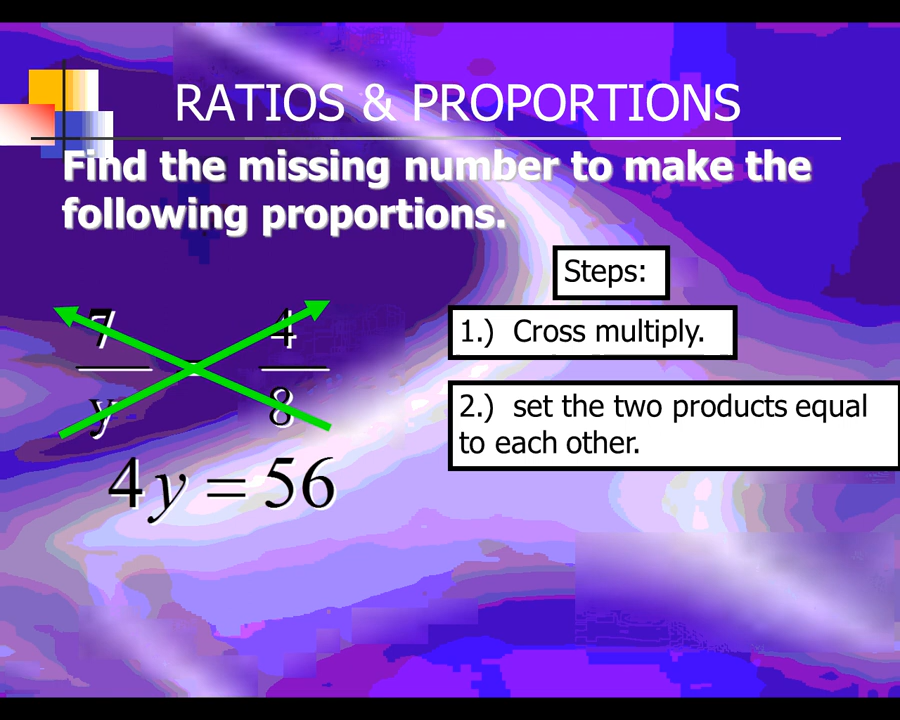 RATIOS & PROPORTIONS
Find the missing number to make the
following proportions.
Steps:
7 4
=
y 8
1.) Cross multiply.
2.) set the two products equal
to each other.
4y = 56